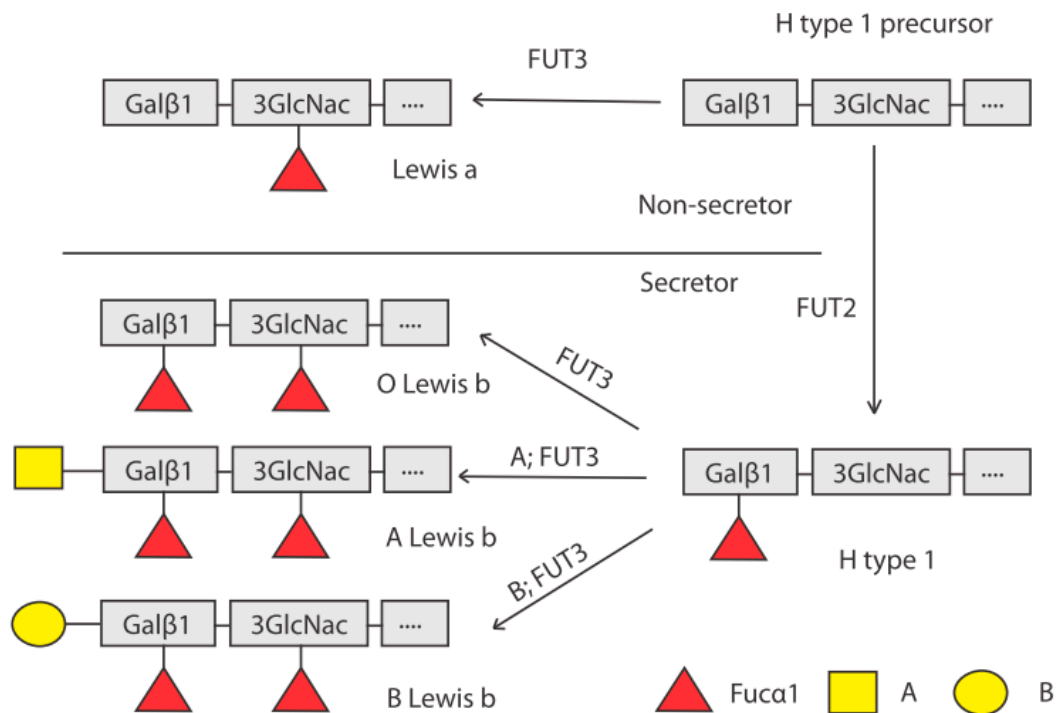 H type 1 precursor
FUT3
Galβ1 3GlcNac ....
Galβ1 3GlcNac ....
Lewis a
Non-secretor
Secretor
FUT2
Galβ1 3GlcNac ....
FUT3
O Lewis b
Galβ1 3GlcNac ....
A; FUT3
Galβ1 3GlcNac ....
A Lewis b
H type 1
B; FUT3
Galβ1 3GlcNac ....
B Lewis b
Fucα1 A B